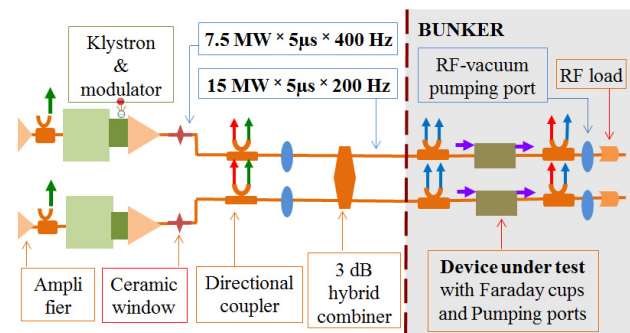 BUNKER
Klystron
&
modulator
7.5 MW × 5µs × 400 Hz
15 MW × 5µs × 200 Hz
RF-vacuum
pumping port
RF load
Ampli
fier
Ceramic
window
Directional
coupler
3 dB
hybrid
combiner
Device under test
with Faraday cups
and Pumping ports